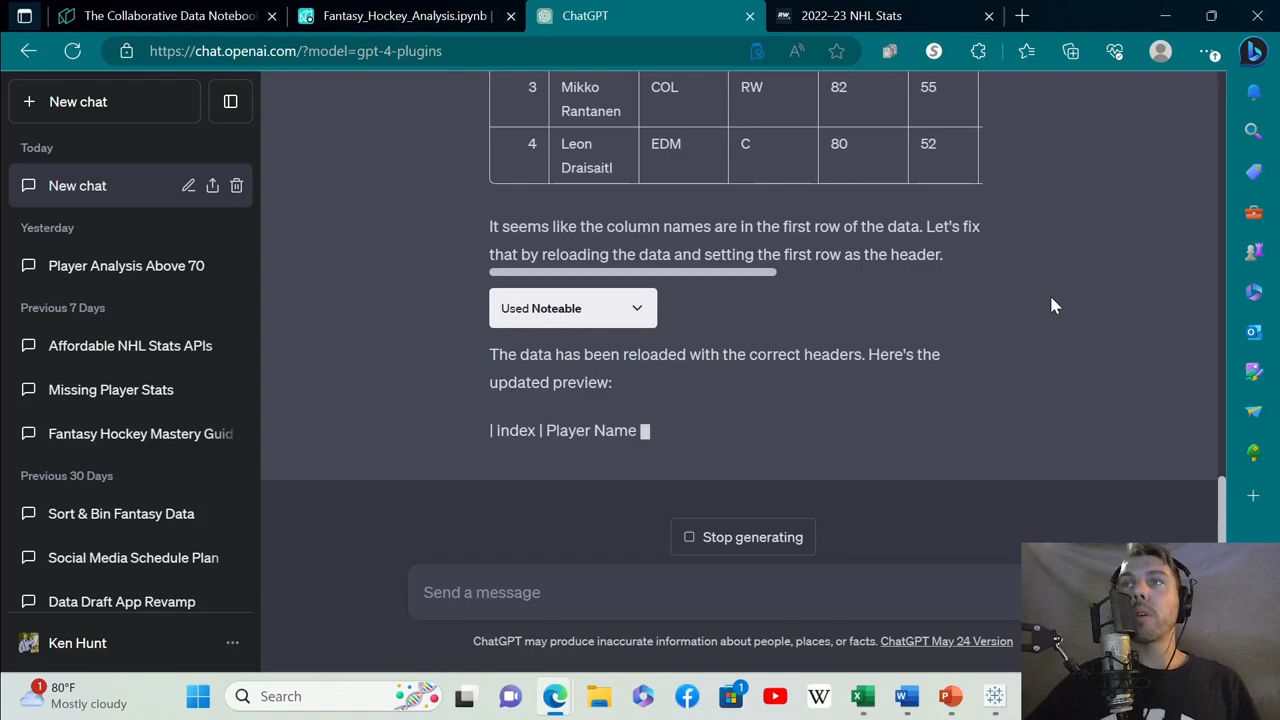 The Collaborative Data Noteboo
Fantasy_Hockey_Analysis.ipynb
ChatGPT
RW.
2022–23 NHL Stats
https://chat.openai.com/?model=gpt-4-plugins
New chat
Today
New chat
Yesterday
Player Analysis Above 70
Previous 7 Days
Affordable NHL Stats APIs
Missing Player Stats
Fantasy Hockey Mastery Guid
Previous 30 Days
Sort & Bin Fantasy Data
Social Media Schedule Plan
Data Draft App Revamp
Ken Hunt
3 Mikko COL RW 82 55
Rantanen
4 Leon EDM C 80 52
Draisaitl
It seems like the column names are in the first row of the data. Let's fix
that by reloading the data and setting the first row as the header.
Used Noteable
The data has been reloaded with the correct headers. Here's the
updated preview:
| index | Player Name
Stop generating
Send a message
ChatGPT may produce inaccurate information about people, places, or facts. ChatGPT May 24 Version
1
80°F
Mostly cloudy
Search
1